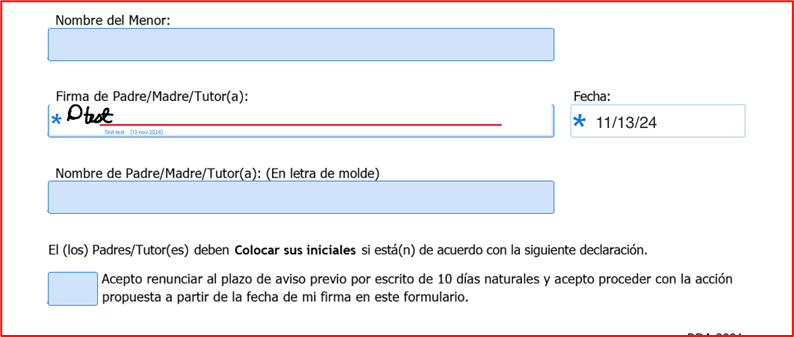 Nombre del Menor:
Firma de Padre/Madre/Tutor(a): Fecha:
* D test * 11/13/24
Test test (13 nov 2024)
Nombre de Padre/Madre/Tutor(a): (En letra de molde)
El (los) Padres/Tutor(es) deben Colocar sus iniciales si está(n) de acuerdo con la siguiente declaración.
Acepto renunciar al plazo de aviso previo por escrito de 10 días naturales y acepto proceder con la acción
propuesta a partir de la fecha de mi firma en este formulario.